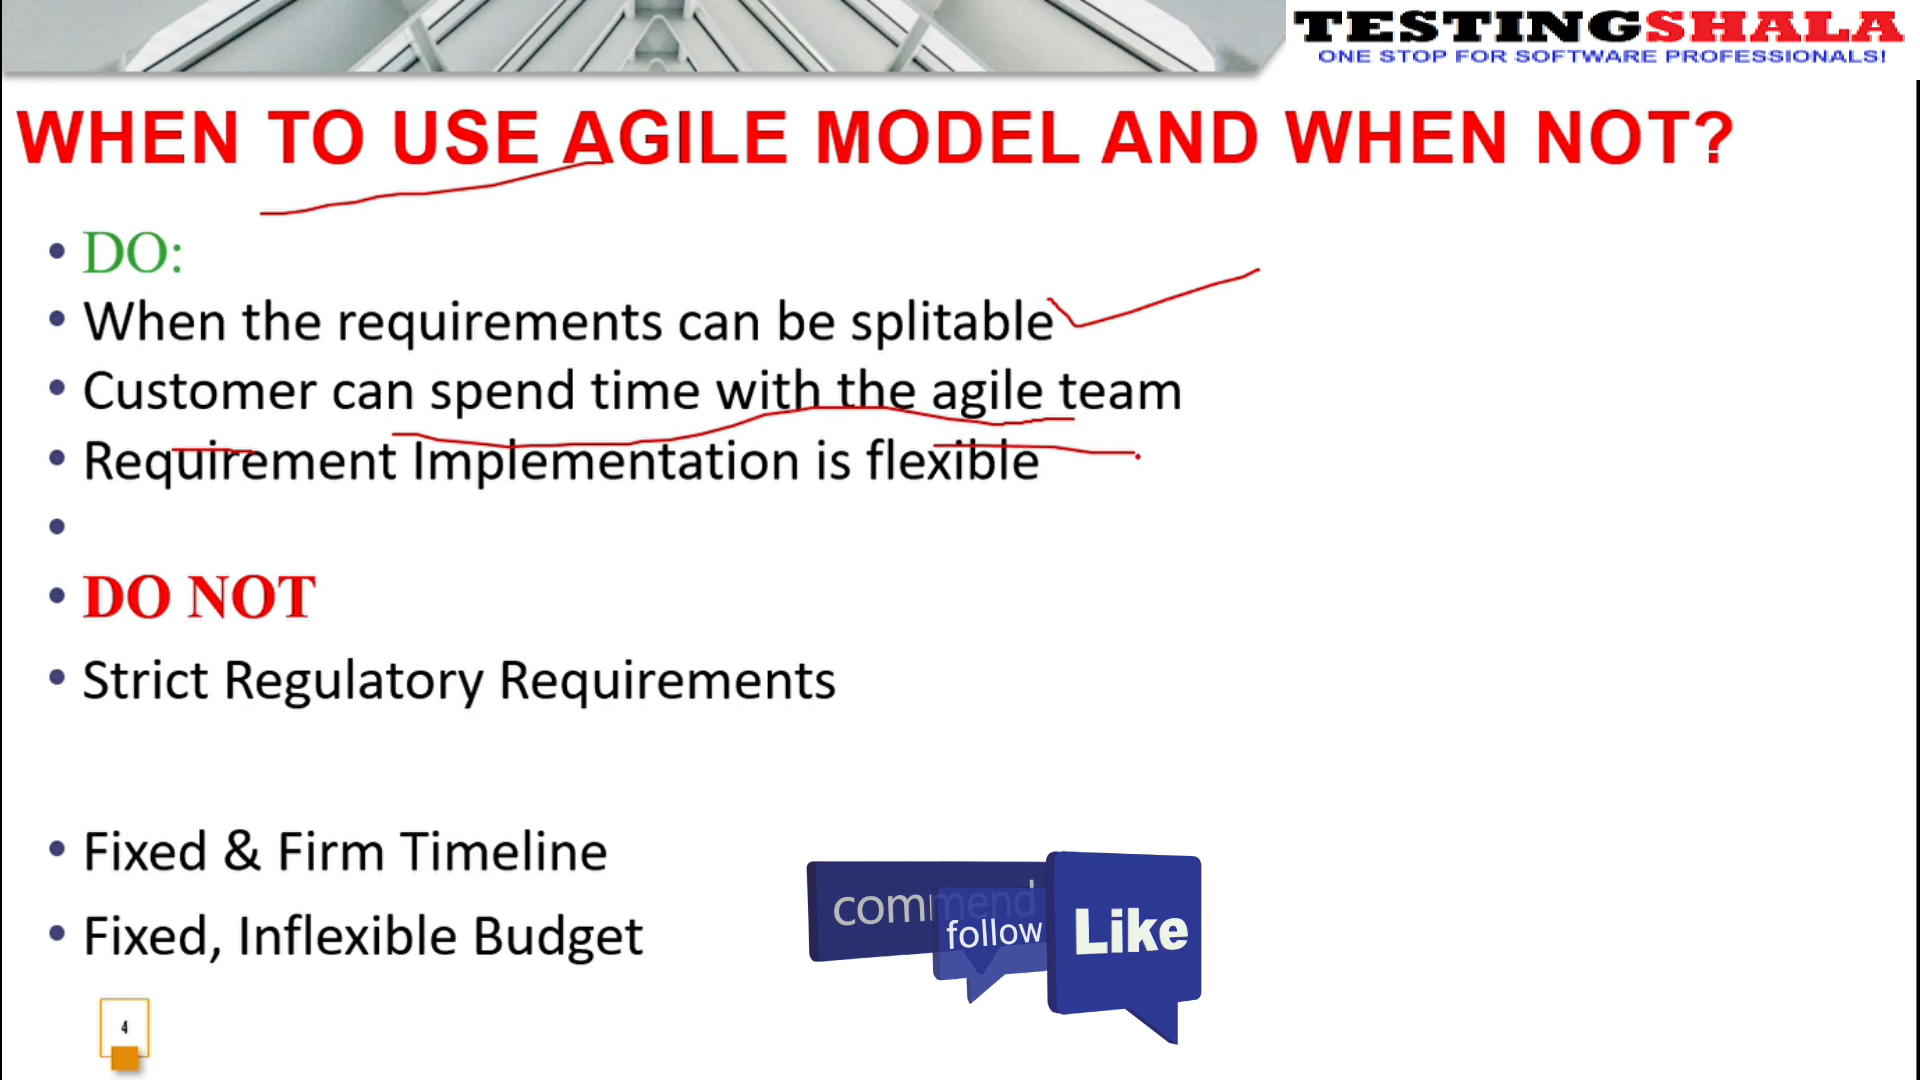 TESTINGSHALA
ONE STOP FOR SOFTWARE PROFESSIONALS!
WHEN TO USE AGILE MODEL AND WHEN NOT?
• DO:
• When the requirements can be splitable
• Customer can spend time with the agile team
• Requirement Implementation is flexible
•
• DO NOT
• Strict Regulatory Requirements
• Fixed & Firm Timeline
• Fixed, Inflexible Budget
commend
follow
Like
4